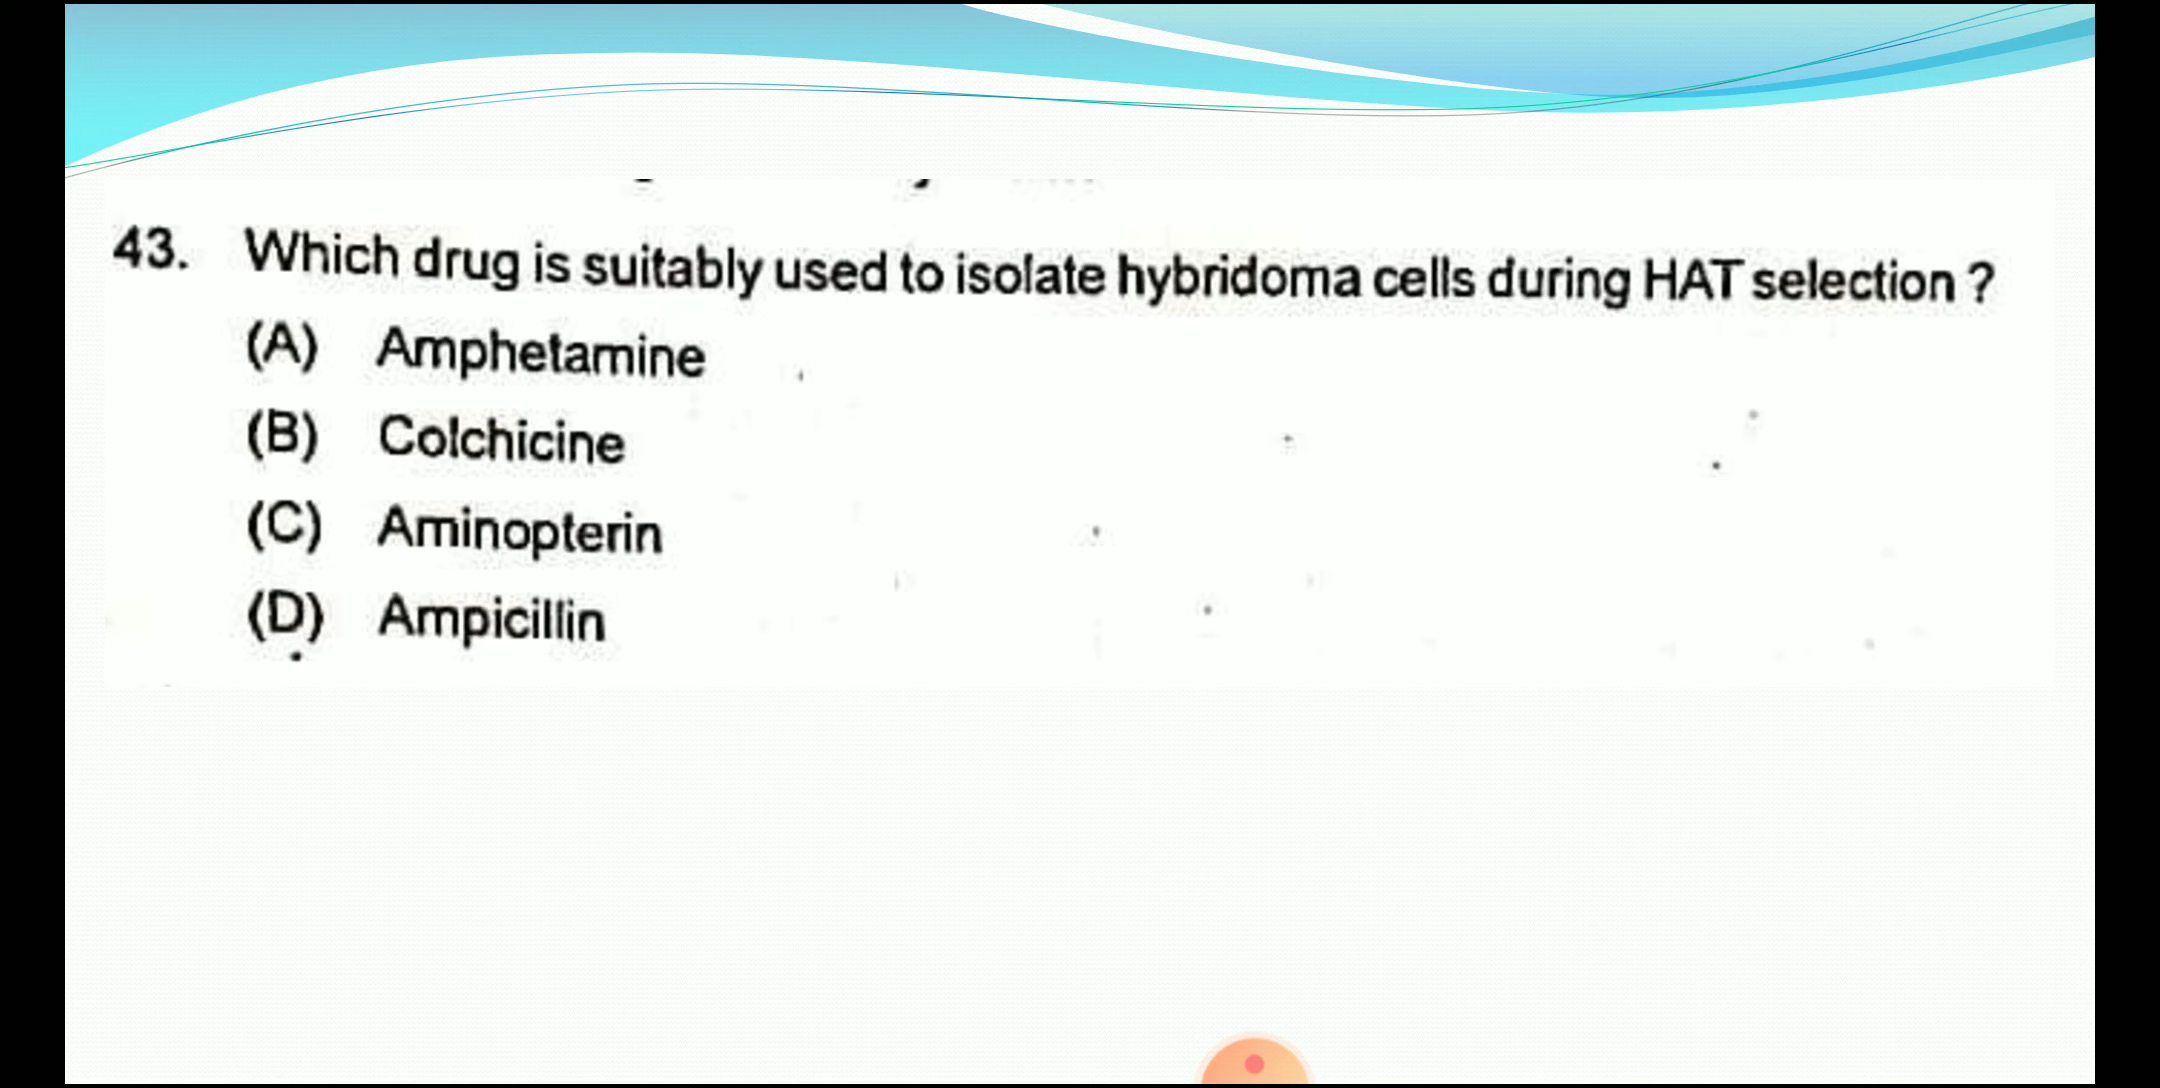 43. Which drug is suitably used to isolate hybridoma cells during HAT selection ?
(A) Amphetamine
(B) Colchicine
(C) Aminopterin
(D) Ampicillin